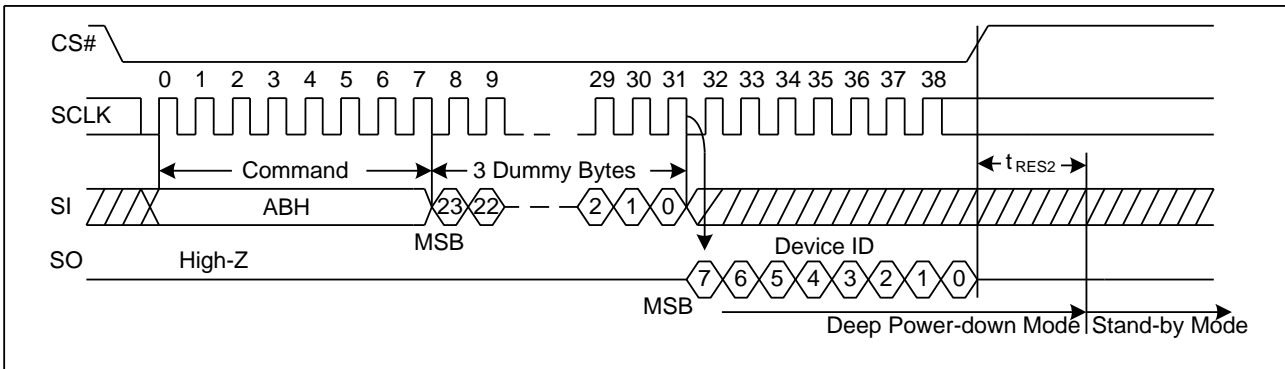 CS#
0 1 2 3 4 5 6 7 8 9 29 30 31 32 33 34 35 36 37 38
SCLK
Command 3 Dummy Bytes tRES2
SI ABH 23 22 2 1 0
MSB Device ID
SO High-Z
7 6 5 4 3 2 1 0
MSB
Deep Power-down Mode Stand-by Mode